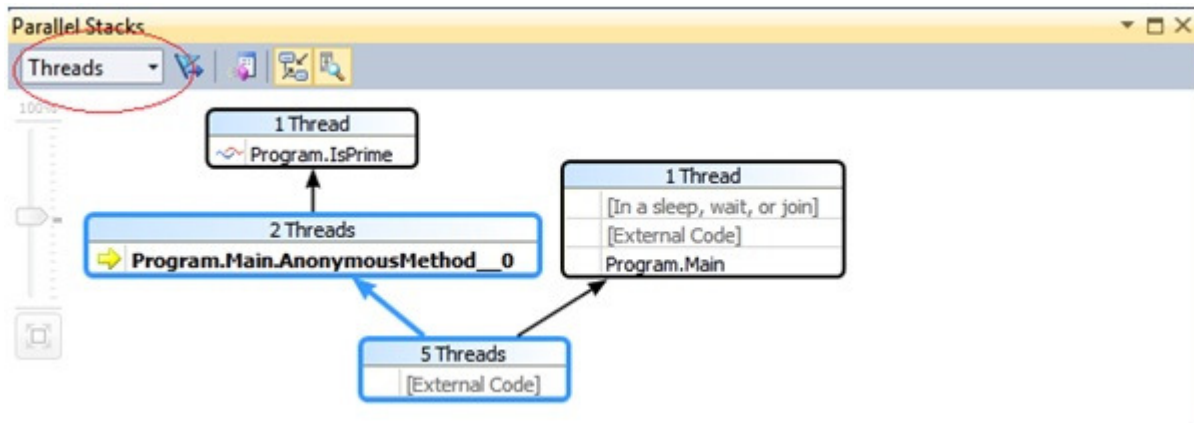 Parallel Stacks
Threads
100%
1 Thread
Program.IsPrime
1 Thread
[In a sleep, wait, or join]
[External Code]
Program.Main
2 Threads
Program.Main.AnonymousMethod__0
5 Threads
[External Code]